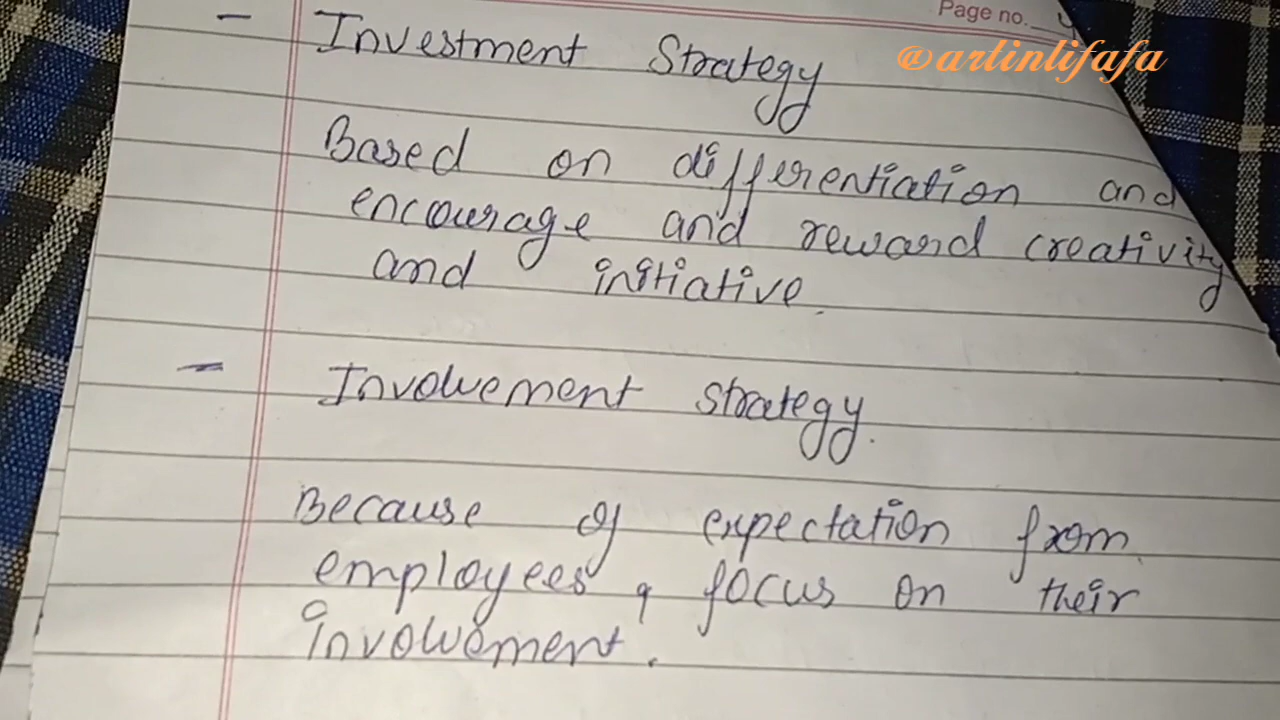 Page no.
@artinlifafa
- Investment Strategy
Based on differentiation and
encourage and reward creativity
and initiative.
- Involvement strategy.
Because of expectation from
employees, focus on their
involvement.